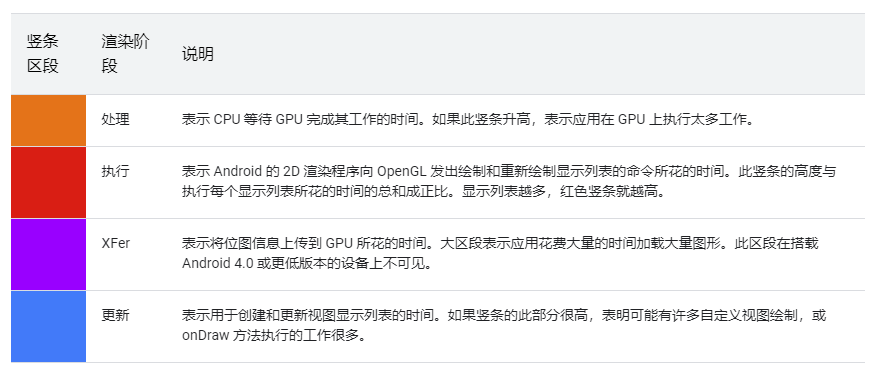 竖条
区段
渲染阶
段
说明
处理
表示 CPU 等待 GPU 完成其工作的时间。如果此竖条升高，表示应用在 GPU 上执行太多工作。
执行
表示 Android 的 2D 渲染程序向 OpenGL 发出绘制和重新绘制显示列表的命令所花的时间。此竖条的高度与
执行每个显示列表所花的时间的总和成正比。显示列表越多，红色竖条就越高。
XFer
表示将位图信息上传到 GPU 所花的时间。大区段表示应用花费大量的时间加载大量图形。此区段在搭载
Android 4.0 或更低版本的设备上不可见。
更新
表示用于创建和更新视图显示列表的时间。如果竖条的此部分很高，表明可能有许多自定义视图绘制，或
onDraw 方法执行的工作很多。